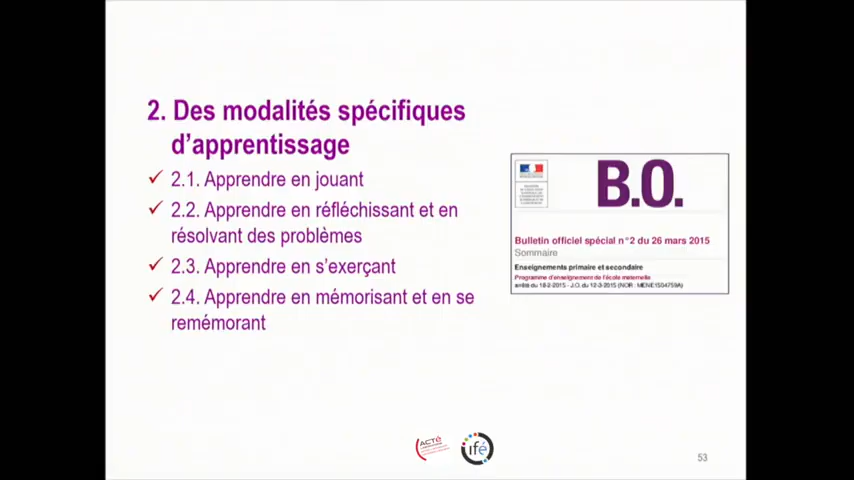 2. Des modalités spécifiques
d'apprentissage
2.1. Apprendre en jouant
2.2. Apprendre en réfléchissant et en
résolvant des problèmes
2.3. Apprendre en s'exerçant
2.4. Apprendre en mémorisant et en se
remémorant
B.O.
Bulletin officiel spécial n°2 du 26 mars 2015
Sommaire
Enseignements primaire et secondaire
Programme d'enseignement de l'école maternelle
arrêté du 18-2-2015 - J.O. du 12-3-2015 (NOR : MENE1504759A)
ACTé
ifé
53